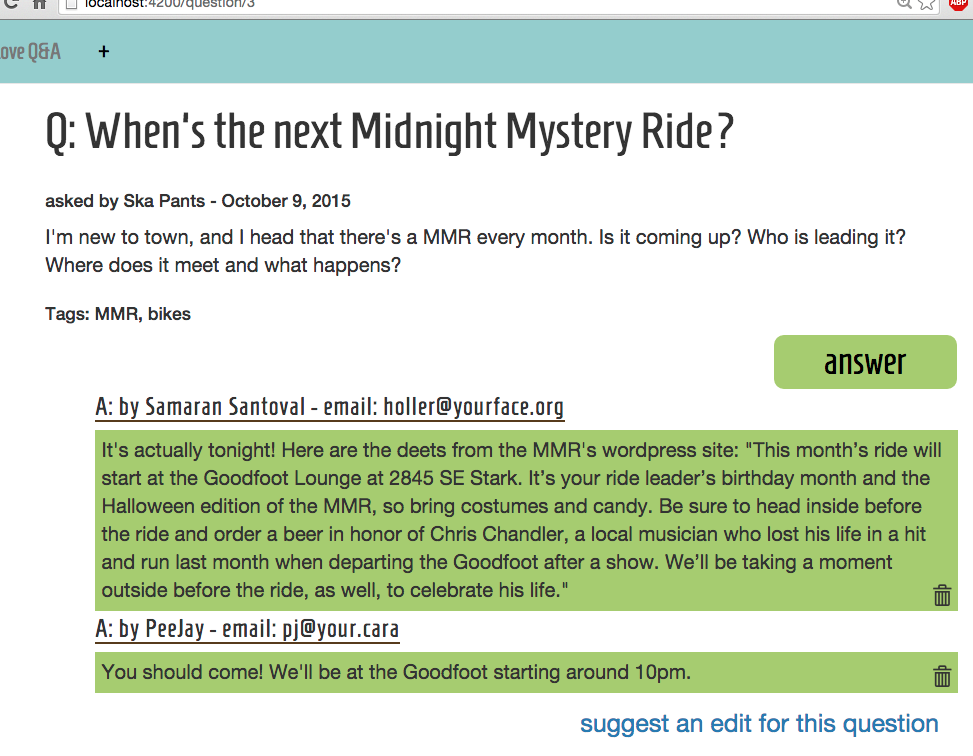 localhost:4200/question/3
ABP
ove Q&A +
Q: When's the next Midnight Mystery Ride?
asked by Ska Pants - October 9, 2015
I'm new to town, and I head that there's a MMR every month. Is it coming up? Who is leading it?
Where does it meet and what happens?
Tags: MMR, bikes
answer
A: by Samaran Santoval - email: holler@yourface.org
It's actually tonight! Here are the deets from the MMR's wordpress site: "This month’s ride will
start at the Goodfoot Lounge at 2845 SE Stark. It’s your ride leader’s birthday month and the
Halloween edition of the MMR, so bring costumes and candy. Be sure to head inside before
the ride and order a beer in honor of Chris Chandler, a local musician who lost his life in a hit
and run last month when departing the Goodfoot after a show. We’ll be taking a moment
outside before the ride, as well, to celebrate his life."
A: by PeeJay - email: pj@your.cara
You should come! We'll be at the Goodfoot starting around 10pm.
suggest an edit for this question